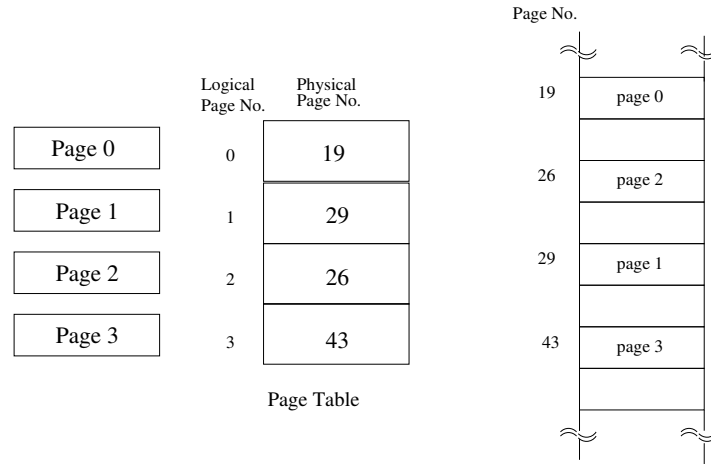 Page No.
Logical
Page No.
Physical
Page No.
Page 0
Page 1
Page 2
Page 3
0
19
1
29
2
26
3
43
Page Table
19
page 0
26
page 2
29
page 1
43
page 3